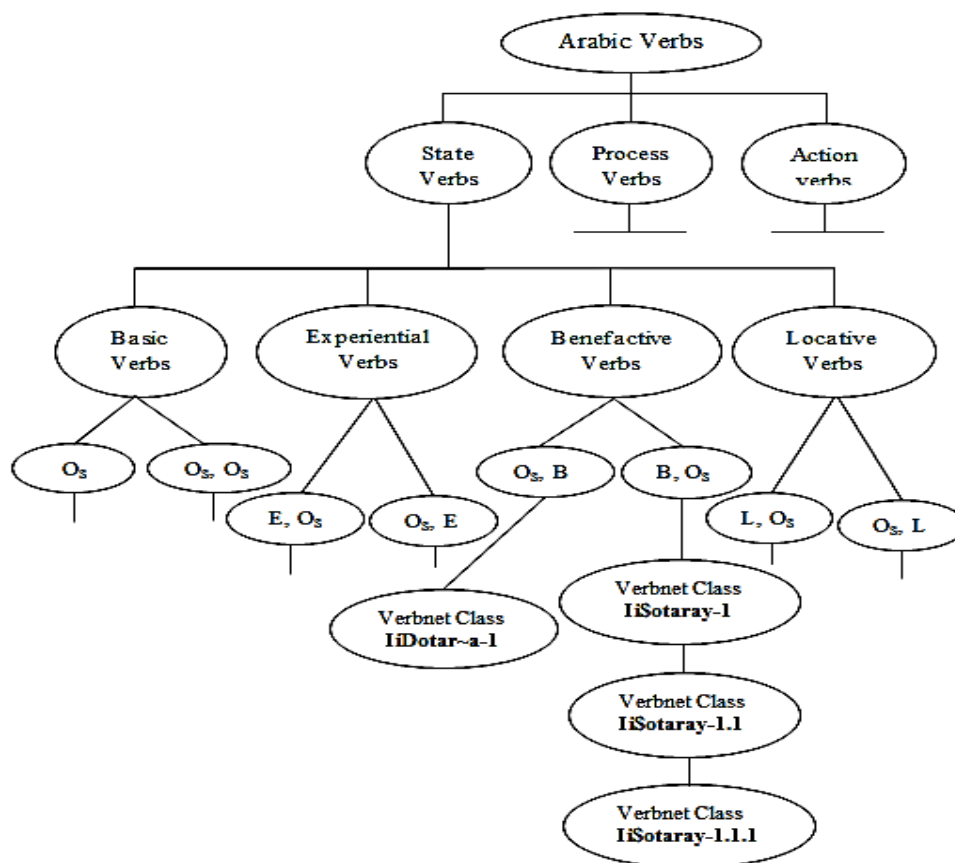 Arabic Verbs
State
Verbs
Process
Verbs
Action
verbs
Basic
Verbs
Experiential
Verbs
Benefactive
Verbs
Locative
Verbs
Os
Os, Os
E, Os
Os, E
Os, B
B, Os
L, Os
Os, L
Verbnet Class
IiDotar~a-1
Verbnet Class
IiSotaray-1
Verbnet Class
IiSotaray-1.1
Verbnet Class
IiSotaray-1.1.1